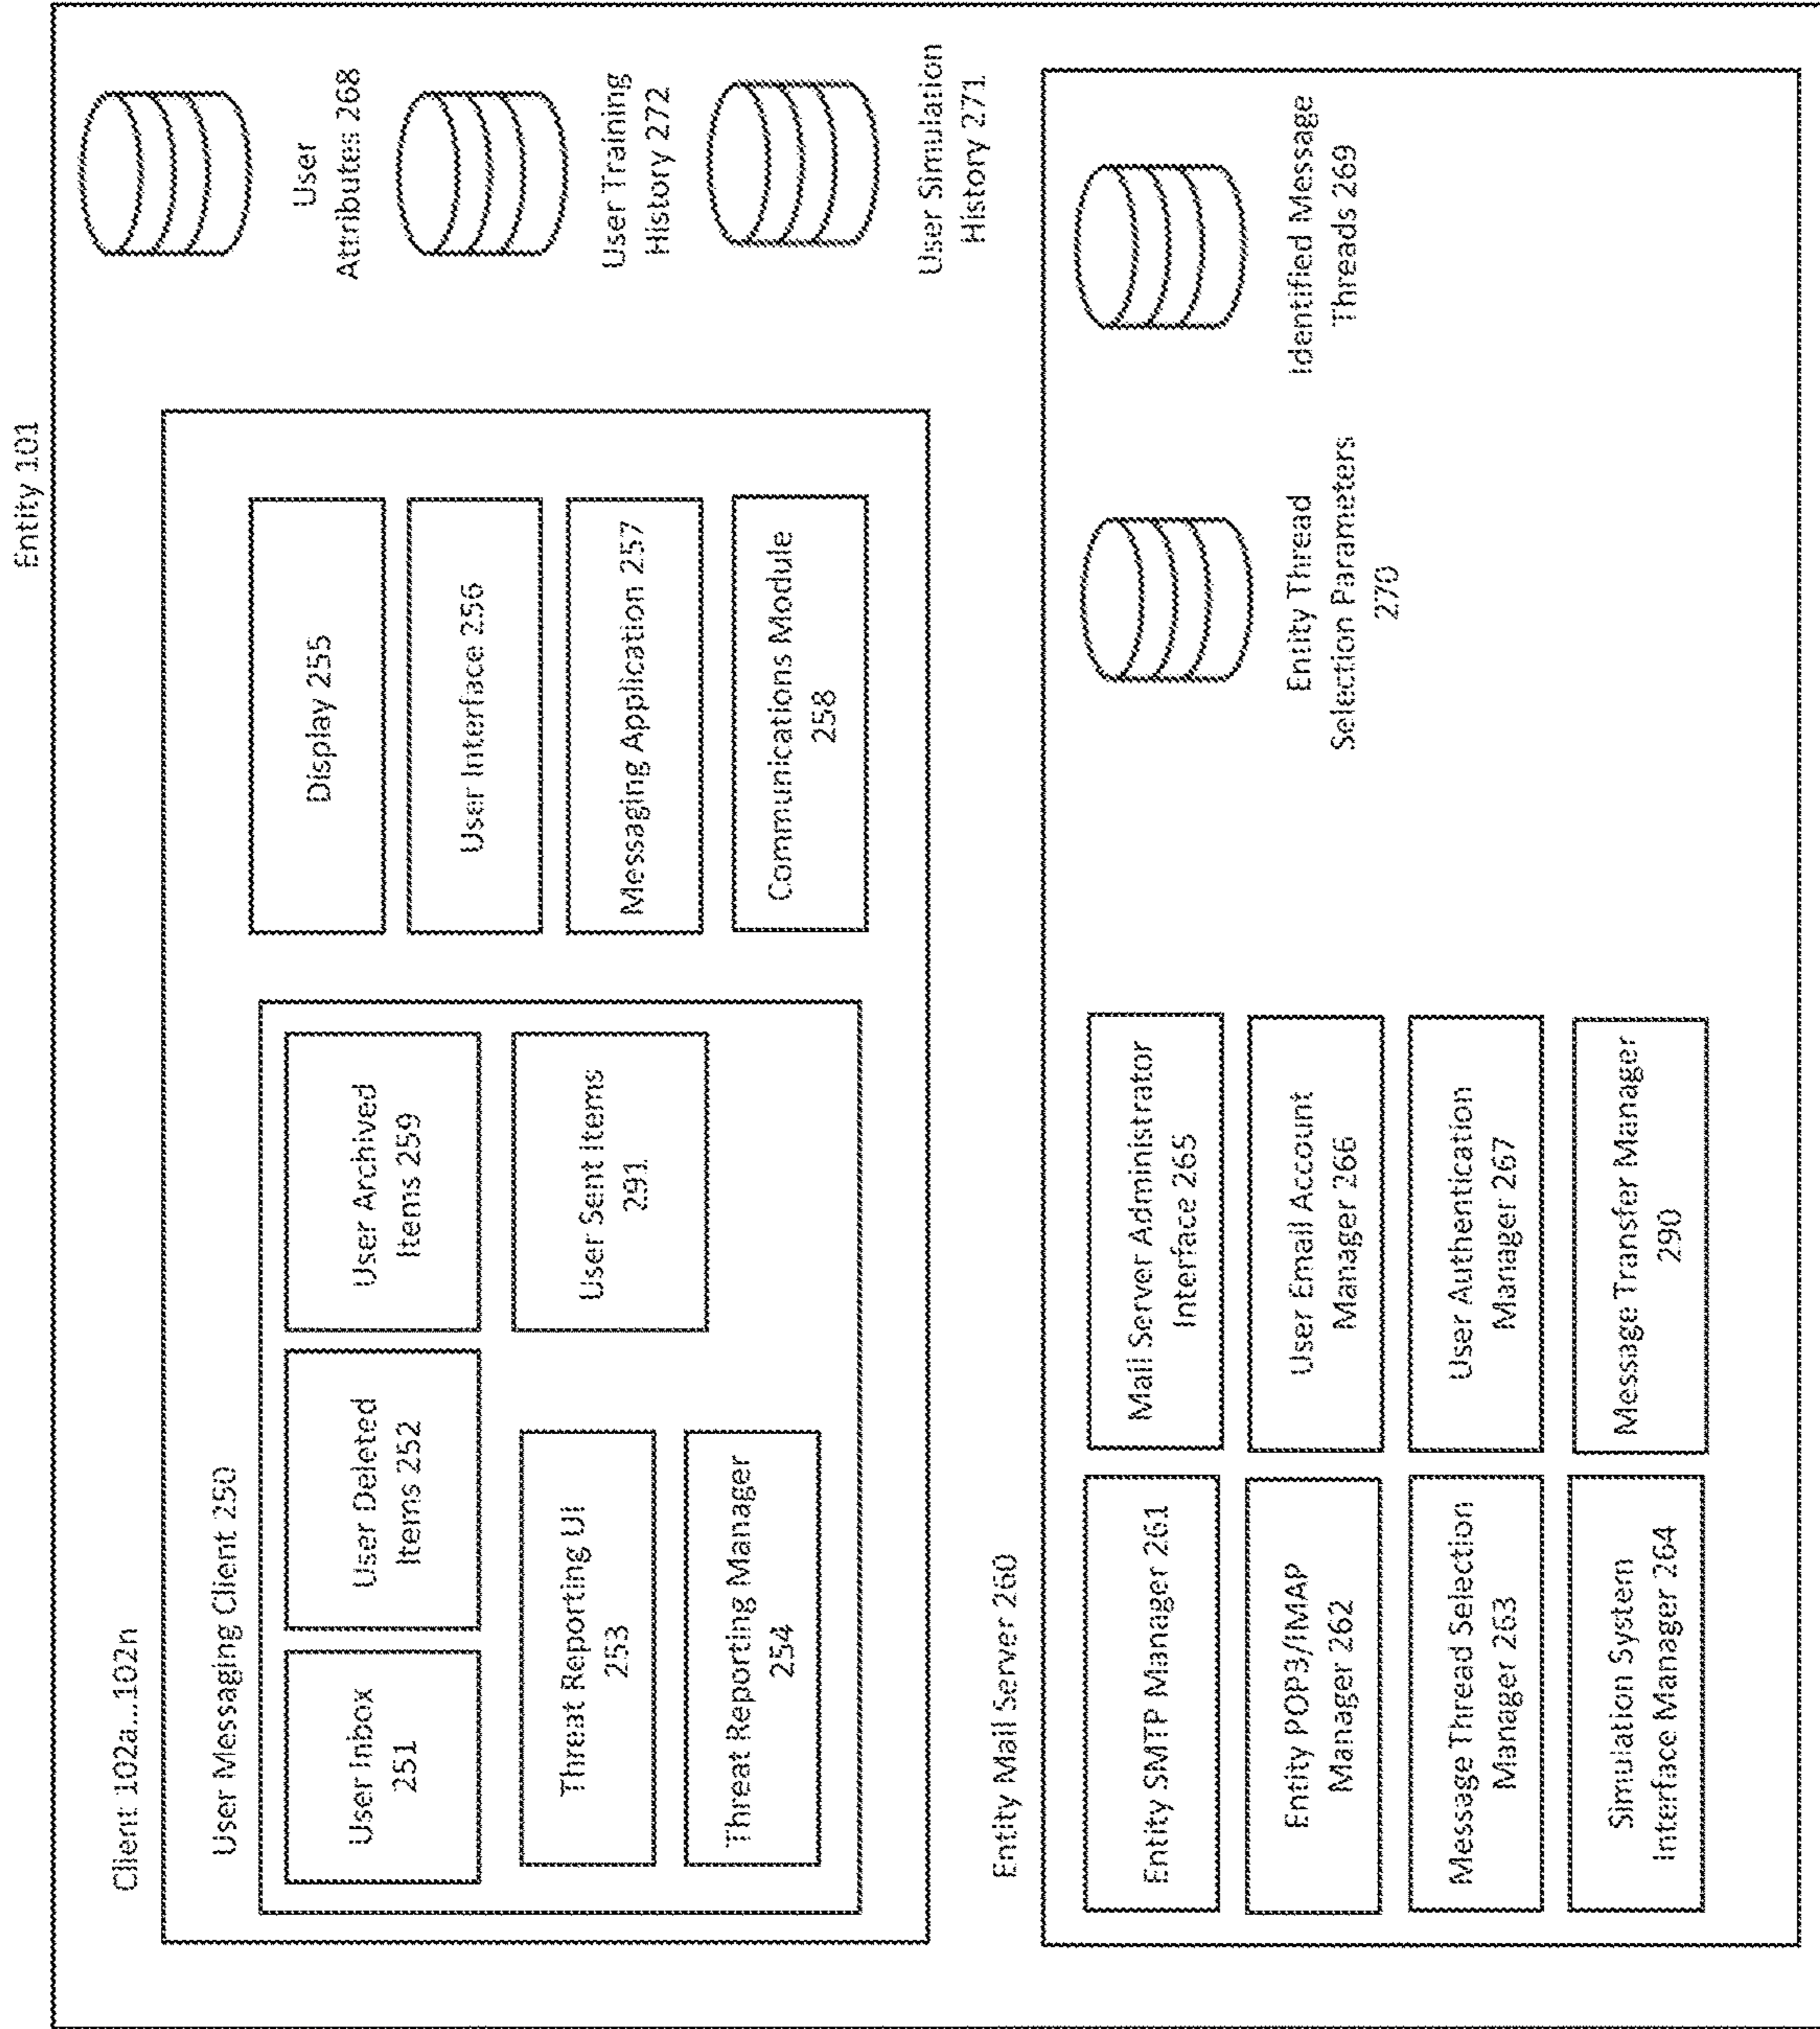 Entity 101
Client 102a...102n
User Messaging Client 250
User Inbox
251
User Deleted
Items 252
User Archived
Items 259
Threat Reporting UI
253
User Sent Items
291
Threat Reporting Manager
254
Display 255
User Interface 256
Messaging Application 257
Communications Module
258
User
Attributes 268
User Training
History 272
User Simulation
History 271
Entity Mail Server 260
Entity SMTP Manager 261
Mail Server Administrator
Interface 265
Entity POP3/IMAP
Manager 262
User Email Account
Manager 266
Message Thread Selection
Manager 263
User Authentication
Manager 267
Simulation System
Interface Manager 264
Message Transfer Manager
290
Entity Thread
Selection Parameters
270
Identified Message
Threads 269